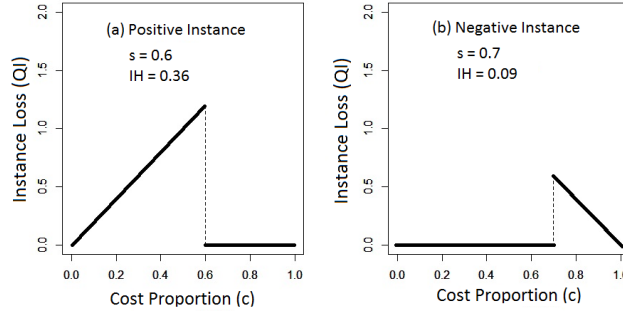 (a) Positive Instance
s = 0.6
IH = 0.36
Instance Loss (QI)
0.0 0.5 1.0 1.5 2.0
0.0 0.2 0.4 0.6 0.8 1.0
Cost Proportion (c)
(b) Negative Instance
s = 0.7
IH = 0.09
Instance Loss (QI)
0.0 0.5 1.0 1.5 2.0
0.0 0.2 0.4 0.6 0.8 1.0
Cost Proportion (c)